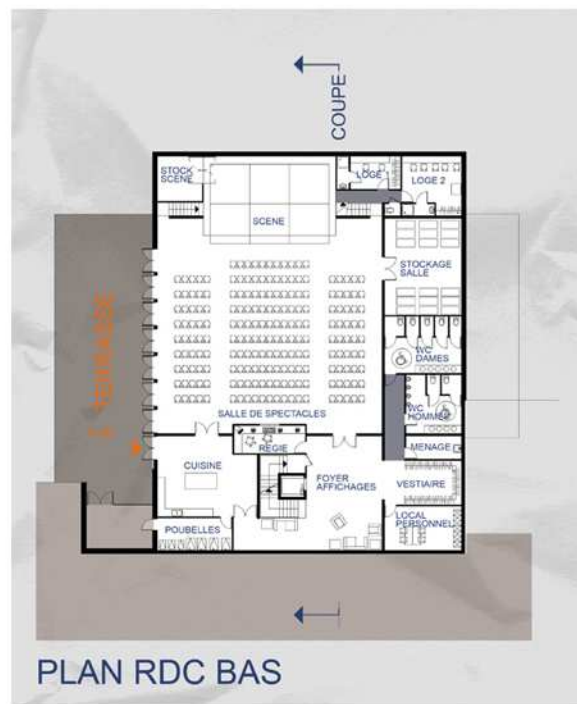 COUPE
STOCK
SCENE
LOGE 1
LOGE 2
SCENE
STOCKAGE
SALLE
TERRASSE
WC
DAMES
SALLE DE SPECTACLES
WC
HOMMES
REGIE
MENAGE
CUISINE
FOYER
AFFICHAGES
VESTIAIRE
POUBELLES
LOCAL
PERSONNEL
PLAN RDC BAS